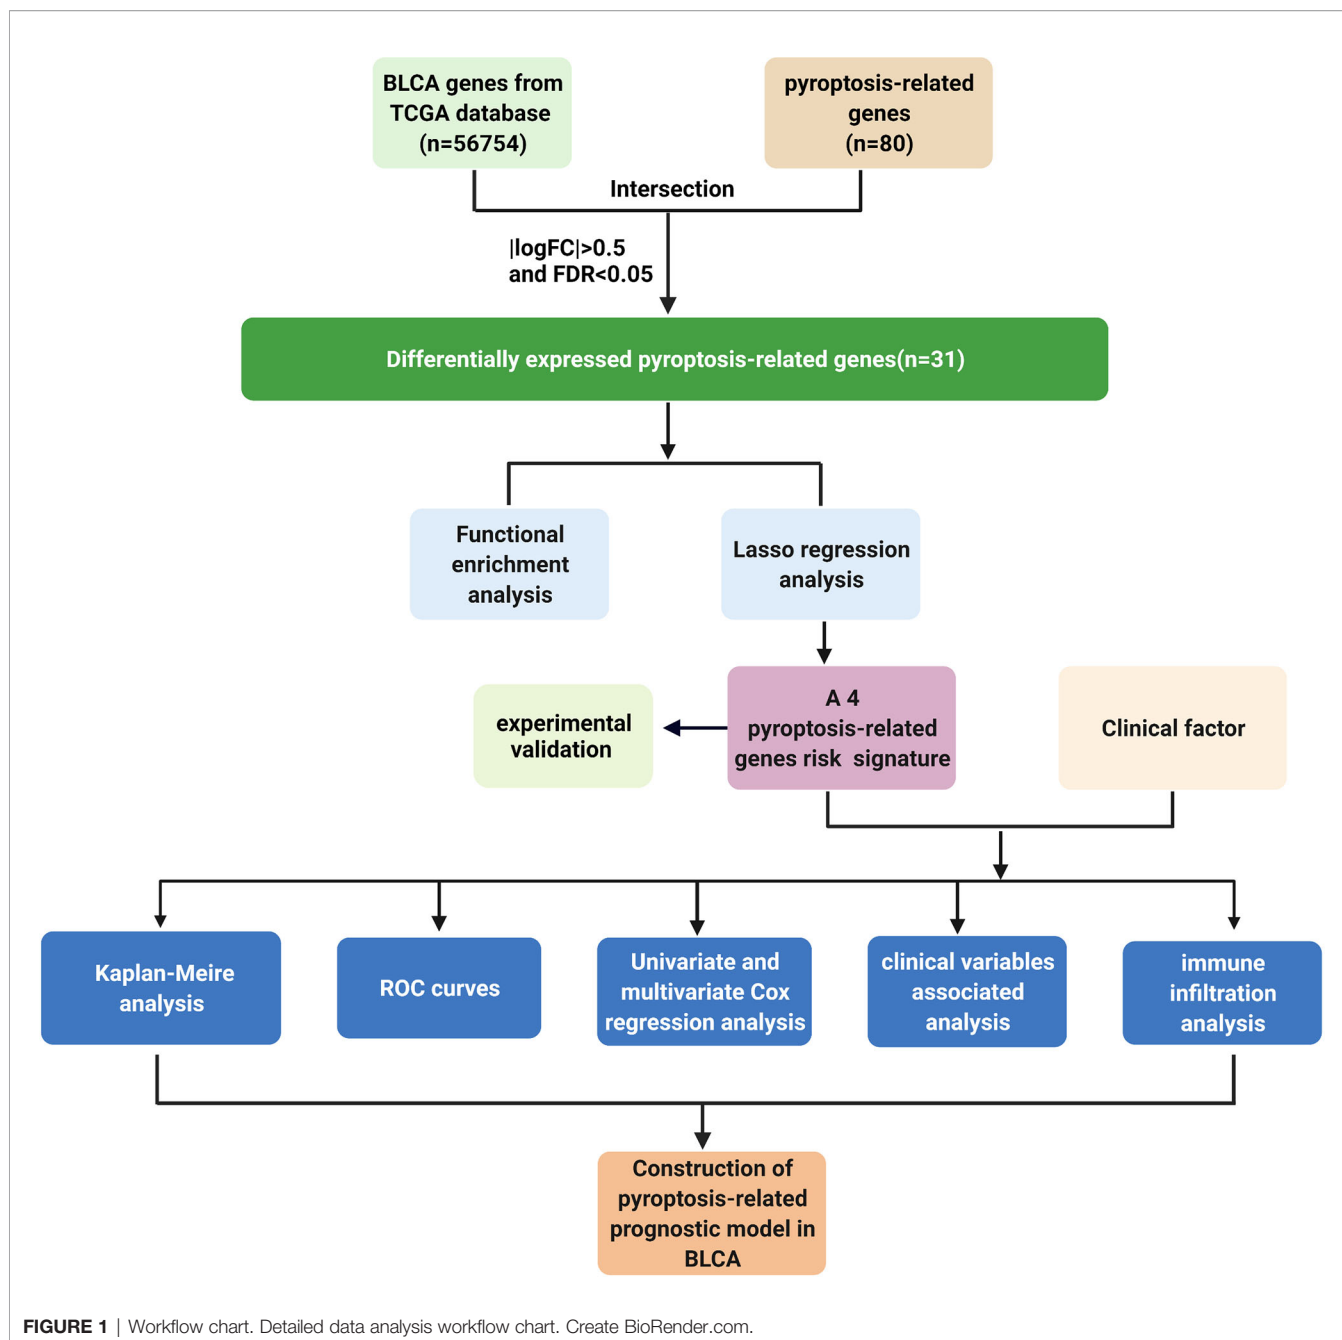 BLCA genes from
TCGA database
(n=56754)
pyroptosis-related
genes
(n=80)
Intersection
|logFC|>0.5
and FDR<0.05
Differentially expressed pyroptosis-related genes(n=31)
Functional
enrichment
analysis
Lasso regression
analysis
experimental
validation
A 4
pyroptosis-related
genes risk signature
Clinical factor
Kaplan-Meire
analysis
ROC curves
Univariate and
multivariate Cox
regression analysis
clinical variables
associated
analysis
immune
infiltration
analysis
Construction of
pyroptosis-related
prognostic model in
BLCA
FIGURE 1 | Workflow chart. Detailed data analysis workflow chart. Create BioRender.com.